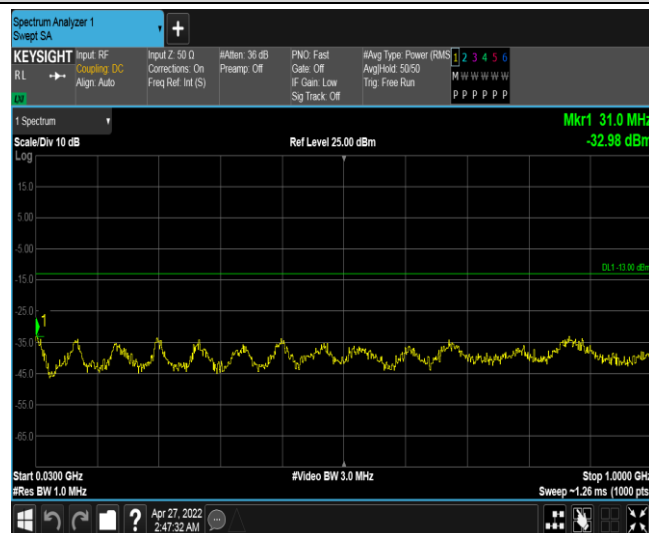 Spectrum Analyzer 1
Swept SA
+
KEYSIGHT
RL
Input: RF
Coupling: DC
Align: Auto
Input Z: 50 Ω
Corrections: On
Freq Ref: Int (S)
#Atten: 36 dB
Preamp: Off
PNO: Fast
Gate: Off
IF Gain: Low
Sig Track: Off
#Avg Type: Power (RMS
Avg|Hold: 50/50
Trig: Free Run
1 2 3 4 5 6
M W W W W W
P P P P P P
1 Spectrum
Scale/Div 10 dB
Ref Level 25.00 dBm
Mkr1 31.0 MHz
-32.98 dBm
Log
15.0
5.00
-5.00
DL1 -13.00 dBm
-15.0
-25.0
1
-35.0
-45.0
-55.0
-65.0
Start 0.0300 GHz
#Video BW 3.0 MHz
Stop 1.0000 GHz
#Res BW 1.0 MHz
Sweep ~1.26 ms (1000 pts)
?
Apr 27, 2022
2:47:32 AM